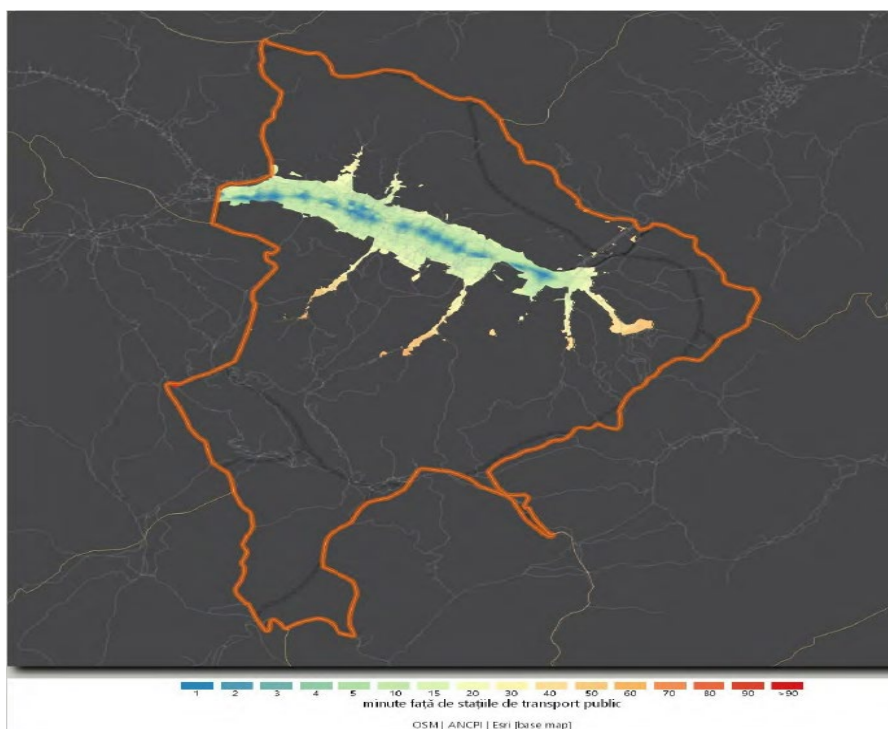 1 2 3 4 5 10 15 20 30 40 50 60 70 80 90 >90
minute față de stațiile de transport public
OSM | ANCPI | Esri [base map]